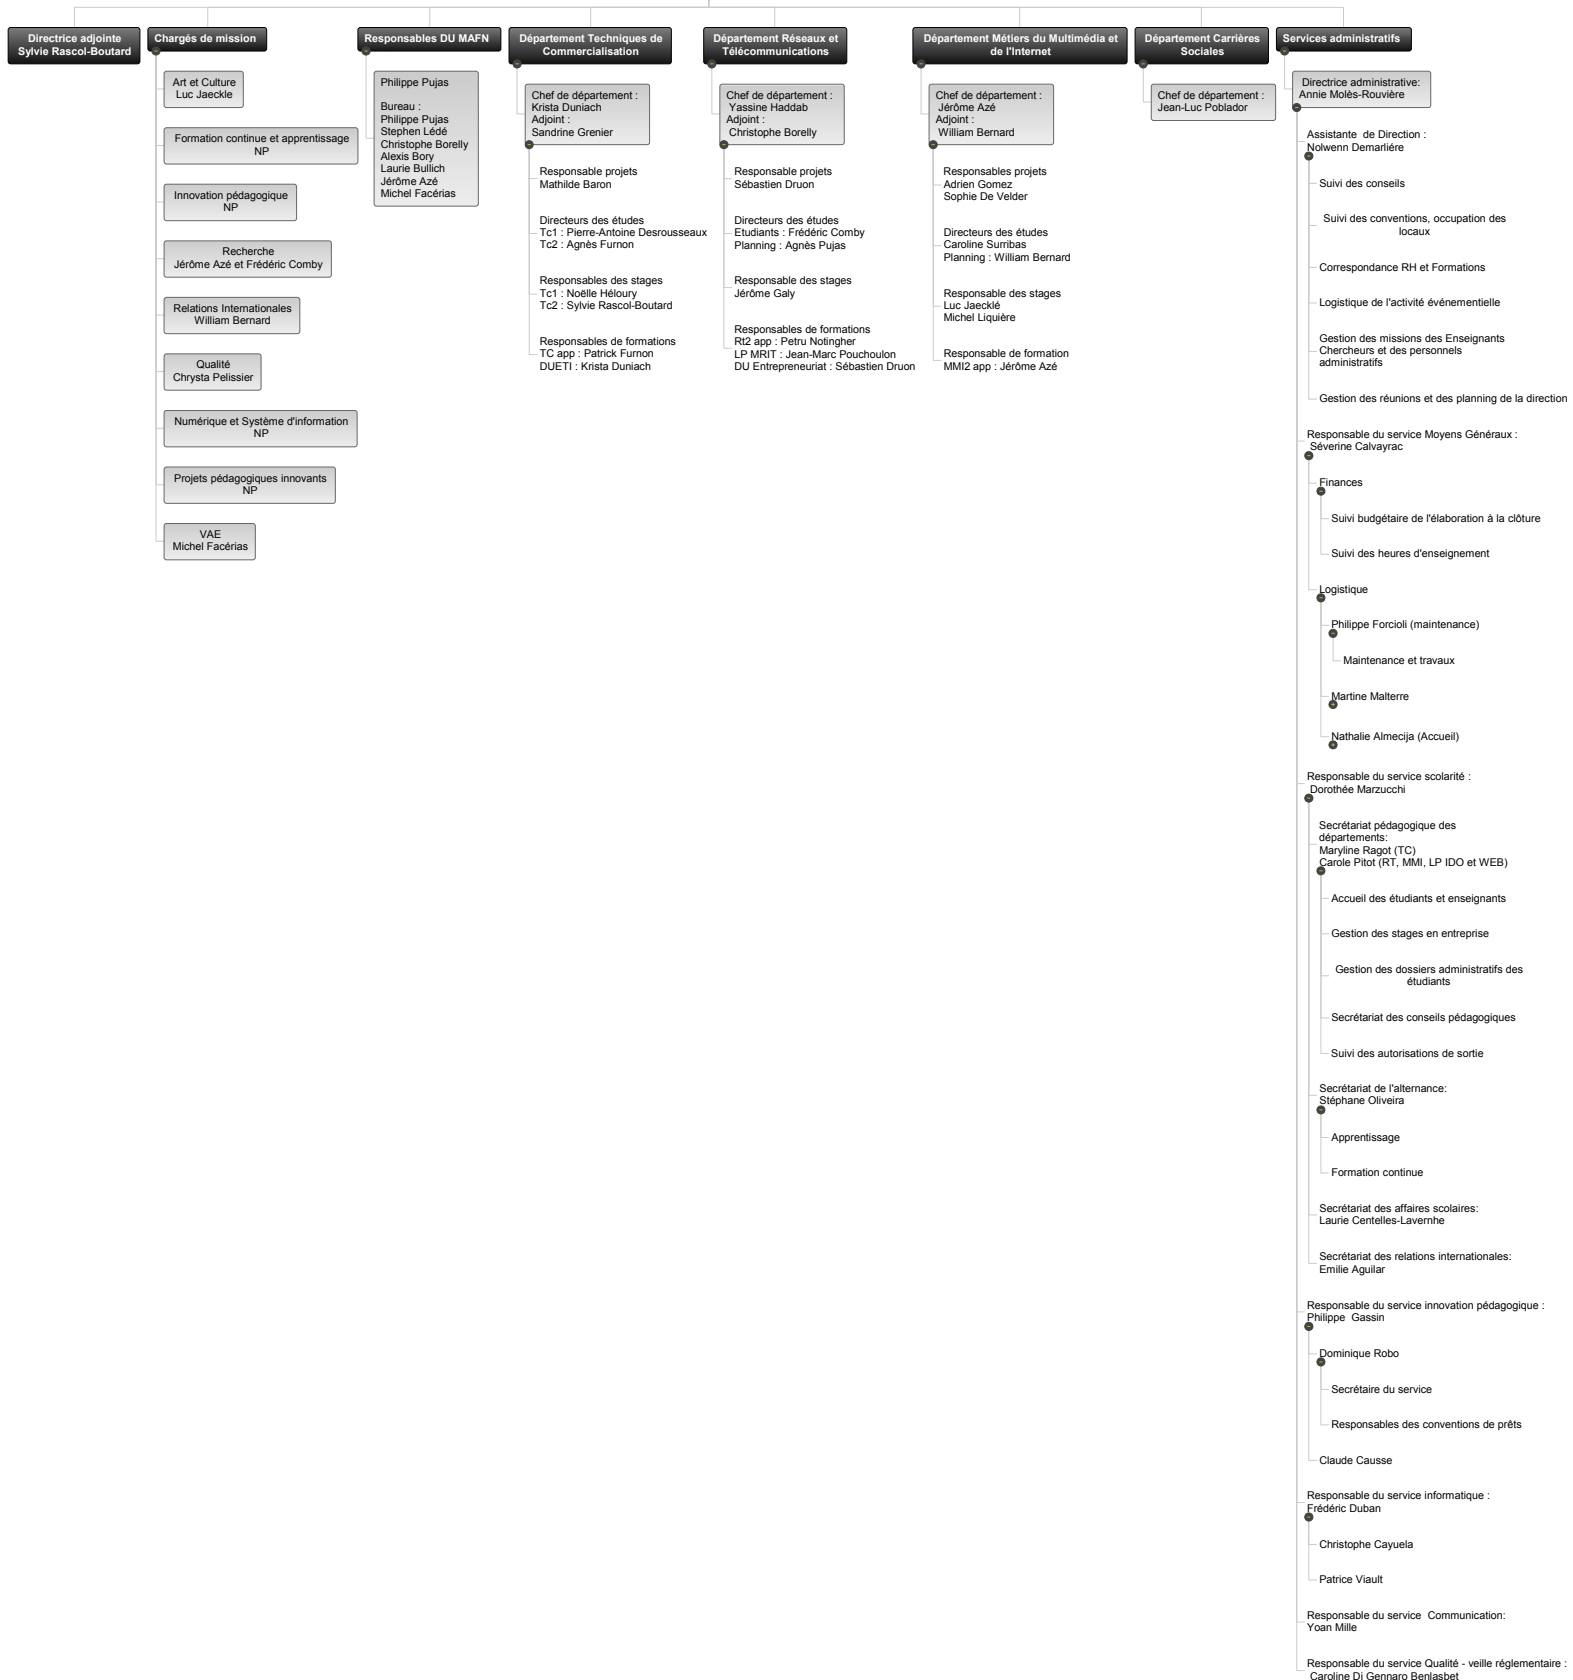 Directrice adjointe
Sylvie Rascol-Boutard
Chargés de mission
Art et Culture
Luc Jaeckle
Formation continue et apprentissage
NP
Innovation pédagogique
NP
Recherche
Jérôme Azé et Frédéric Comby
Relations Internationales
William Bernard
Qualité
Chrysta Pelissier
Numérique et Système d'information
NP
Projets pédagogiques innovants
NP
VAE
Michel Facérias
Responsables DU MAFN
Philippe Pujas
Bureau :
Philippe Pujas
Stephen Lédé
Christophe Borelly
Alexis Bory
Laurie Bullich
Jérôme Azé
Michel Facérias
Département Techniques de
Commercialisation
Chef de département :
Krista Duniach
Adjoint :
Sandrine Grenier
Responsable projets
Mathilde Baron
Directeurs des études
Tc1 : Pierre-Antoine Desrousseaux
Tc2 : Agnès Furnon
Responsables des stages
Tc1 : Noëlle Héloury
Tc2 : Sylvie Rascol-Boutard
Responsables de formations
TC app : Patrick Furnon
DUETI : Krista Duniach
Département Réseaux et
Télécommunications
Chef de département :
Yassine Haddab
Adjoint :
Christophe Borelly
Responsable projets
Sébastien Druon
Directeurs des études
Etudiants : Frédéric Comby
Planning : Agnès Pujas
Responsable des stages
Jérôme Galy
Responsables de formations
Rt2 app : Petru Notingher
LP MRIT : Jean-Marc Pouchoulon
DU Entrepreneuriat : Sébastien Druon
Département Métiers du Multimédia et
de l'Internet
Chef de département :
Jérôme Azé
Adjoint :
William Bernard
Responsables projets
Adrien Gomez
Sophie De Velder
Directeurs des études
Caroline Surribas
Planning : William Bernard
Responsable des stages
Luc Jaecklé
Michel Liquière
Responsable de formation
MMI2 app : Jérôme Azé
Département Carrières
Sociales
Chef de département :
Jean-Luc Poblador
Services administratifs
Directrice administrative:
Annie Molès-Rouvière
Assistante  de Direction :
Nolwenn Demarliére
Suivi des conseils
Suivi des conventions, occupation des
locaux
Correspondance RH et Formations
Logistique de l'activité événementielle
Gestion des missions des Enseignants
Chercheurs et des personnels
administratifs
Gestion des réunions et des planning de la direction
Responsable du service Moyens Généraux :
Séverine Calvayrac
Finances
Suivi budgétaire de l'élaboration à la clôture
Suivi des heures d'enseignement
Logistique
Philippe Forcioli (maintenance)
Maintenance et travaux
Martine Malterre
Nathalie Almecija (Accueil)
Responsable du service scolarité :
Dorothée Marzucchi
Secrétariat pédagogique des
départements:
Maryline Ragot (TC)
Carole Pitot (RT, MMI, LP IDO et WEB)
Accueil des étudiants et enseignants
Gestion des stages en entreprise
Gestion des dossiers administratifs des
étudiants
Secrétariat des conseils pédagogiques
Suivi des autorisations de sortie
Secrétariat de l'alternance:
Stéphane Oliveira
Apprentissage
Formation continue
Secrétariat des affaires scolaires:
Laurie Centelles-Lavernhe
Secrétariat des relations internationales:
Emilie Aguilar
Responsable du service innovation pédagogique :
Philippe  Gassin
Dominique Robo
Secrétaire du service
Responsables des conventions de prêts
Claude Causse
Responsable du service informatique :
Frédéric Duban
Christophe Cayuela
Patrice Viault
Responsable du service  Communication:
Yoan Mille
Responsable du service Qualité - veille réglementaire :
Caroline Di Gennaro Benlasbet